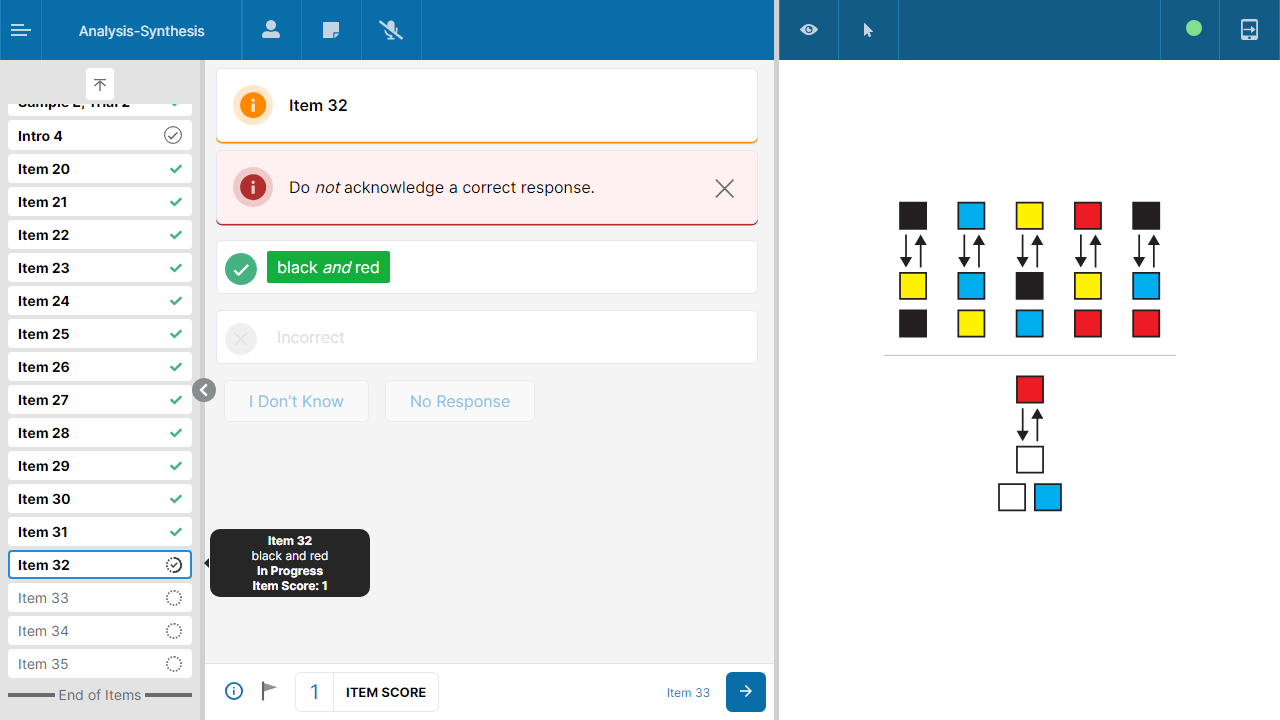 Analysis-Synthesis
Sample E, Trial 2
Intro 4
Item 20
Item 21
Item 22
Item 23
Item 24
Item 25
Item 26
Item 27
Item 28
Item 29
Item 30
Item 31
Item 32
Item 33
Item 34
Item 35
End of Items
Item 32
Do not acknowledge a correct response.
black and red
Incorrect
I Don’t Know
No Response
Item 32
black and red
In Progress
Item Score: 1
1 ITEM SCORE
Item 33